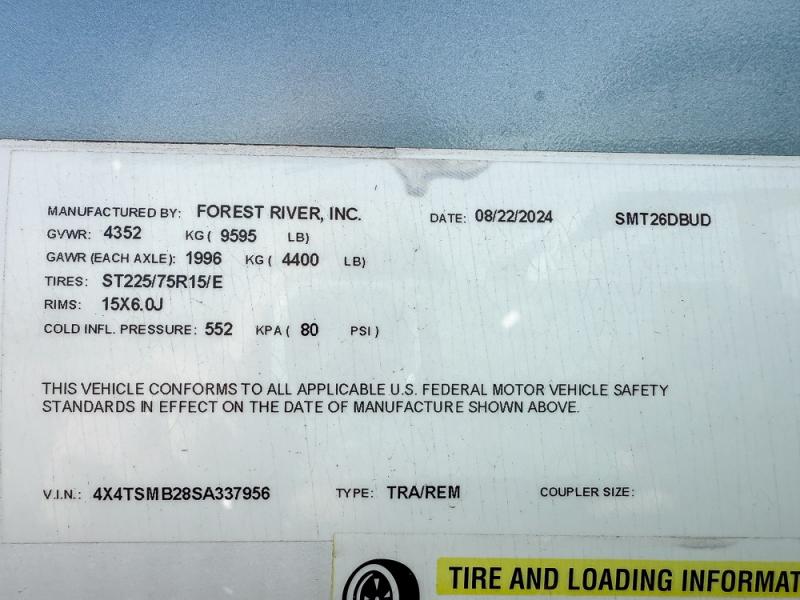 MANUFACTURED BY: FOREST RIVER, INC. DATE: 08/22/2024 SMT26DBUD
GVWR: 4352 KG ( 9595 LB)
GAWR (EACH AXLE): 1996 KG ( 4400 LB)
TIRES: ST225/75R15/E
RIMS: 15X6.0J
COLD INFL. PRESSURE: 552 KPA ( 80 PSI )
THIS VEHICLE CONFORMS TO ALL APPLICABLE U.S. FEDERAL MOTOR VEHICLE SAFETY
STANDARDS IN EFFECT ON THE DATE OF MANUFACTURE SHOWN ABOVE.
V.I.N.: 4X4TSMB28SA337956 TYPE: TRA/REM COUPLER SIZE:
TIRE AND LOADING INFORMAT